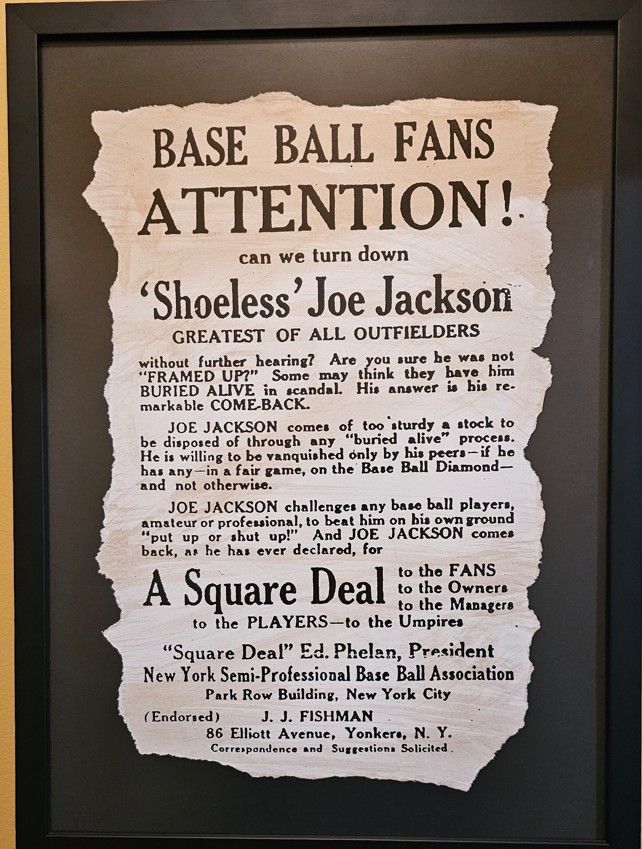 BASE BALL FANS
ATTENTION!
can we turn down
'Shoeless' Joe Jackson
GREATEST OF ALL OUTFIELDERS
without further hearing? Are you sure he was not
"FRAMED UP?" Some may think they have him
BURIED ALIVE in scandal. His answer is his re-
markable COME-BACK.
JOE JACKSON comes of too sturdy a stock to
be disposed of through any "buried alive" process.
He is willing to be vanquished only by his peers—if he
has any—in a fair game, on the Base Ball Diamond—
and not otherwise.
JOE JACKSON challenges any base ball players,
amateur or professional, to beat him on his own ground
"put up or shut up!" And JOE JACKSON comes
back, as he has ever declared, for
A Square Deal
to the FANS
to the Owners
to the Managers
to the PLAYERS—to the Umpires
"Square Deal" Ed. Phelan, President
New York Semi-Professional Base Ball Association
Park Row Building, New York City
(Endorsed) J. J. FISHMAN
86 Elliott Avenue, Yonkers, N. Y.
Correspondence and Suggestions Solicited.